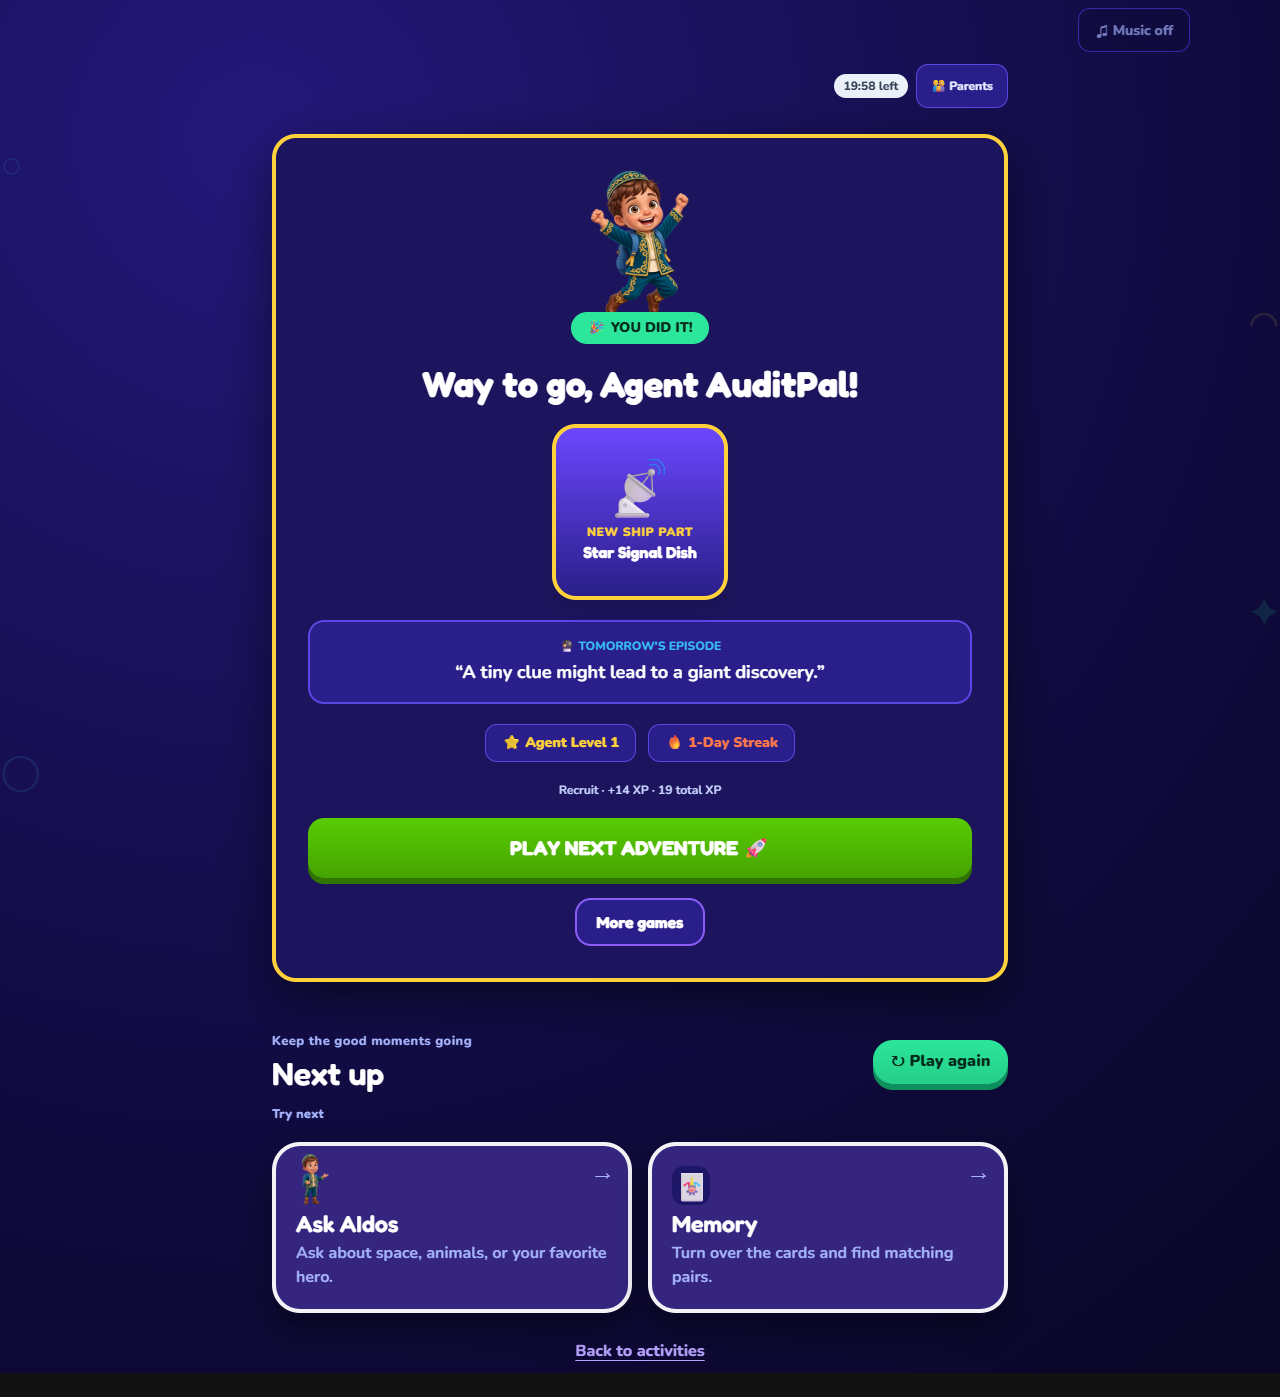 ♫ Music off
19:58 left
Parents
YOU DID IT!
Way to go, Agent AuditPal!
NEW SHIP PART
Star Signal Dish
TOMORROW'S EPISODE
“A tiny clue might lead to a giant discovery.”
Agent Level 1
1-Day Streak
Recruit · +14 XP · 19 total XP
PLAY NEXT ADVENTURE 🚀
More games
Keep the good moments going
Next up
↻ Play again
Try next
→
Ask Aldos
Ask about space, animals, or your favorite
hero.
→
Memory
Turn over the cards and find matching
pairs.
Back to activities